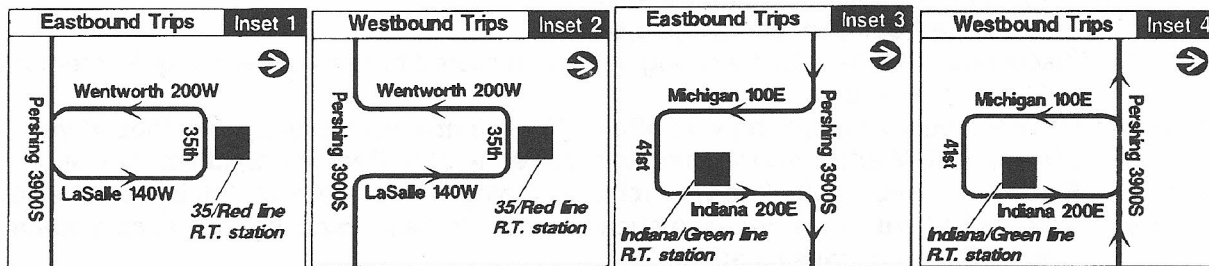 Eastbound Trips Inset 1
Wentworth 200W
Pershing 3900S
35th
LaSalle 140W
35/Red line
R.T. station
Westbound Trips Inset 2
Wentworth 200W
Pershing 3900S
35th
LaSalle 140W
35/Red line
R.T. station
Eastbound Trips Inset 3
Michigan 100E
Pershing 3900S
41st
Indiana 200E
Indiana/Green line
R.T. station
Westbound Trips Inset 4
Michigan 100E
Pershing 3900S
41st
Indiana 200E
Indiana/Green line
R.T. station